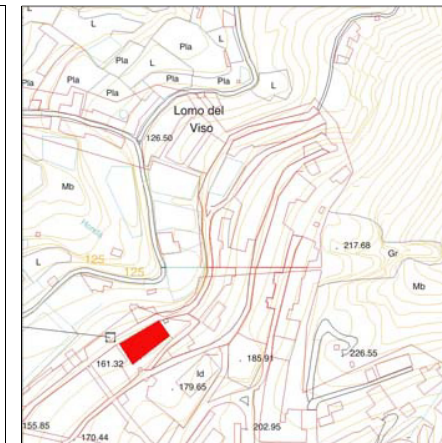 L
L
Pla
Pla
Pla
L
Pla
Pla
Pla
L
Lomo del
Viso
126.50
Mb
Honda
125
125
L
217.68
Gr
Mb
161.32
185.91
226.55
Id
179.65
155.85
170.44
202.95